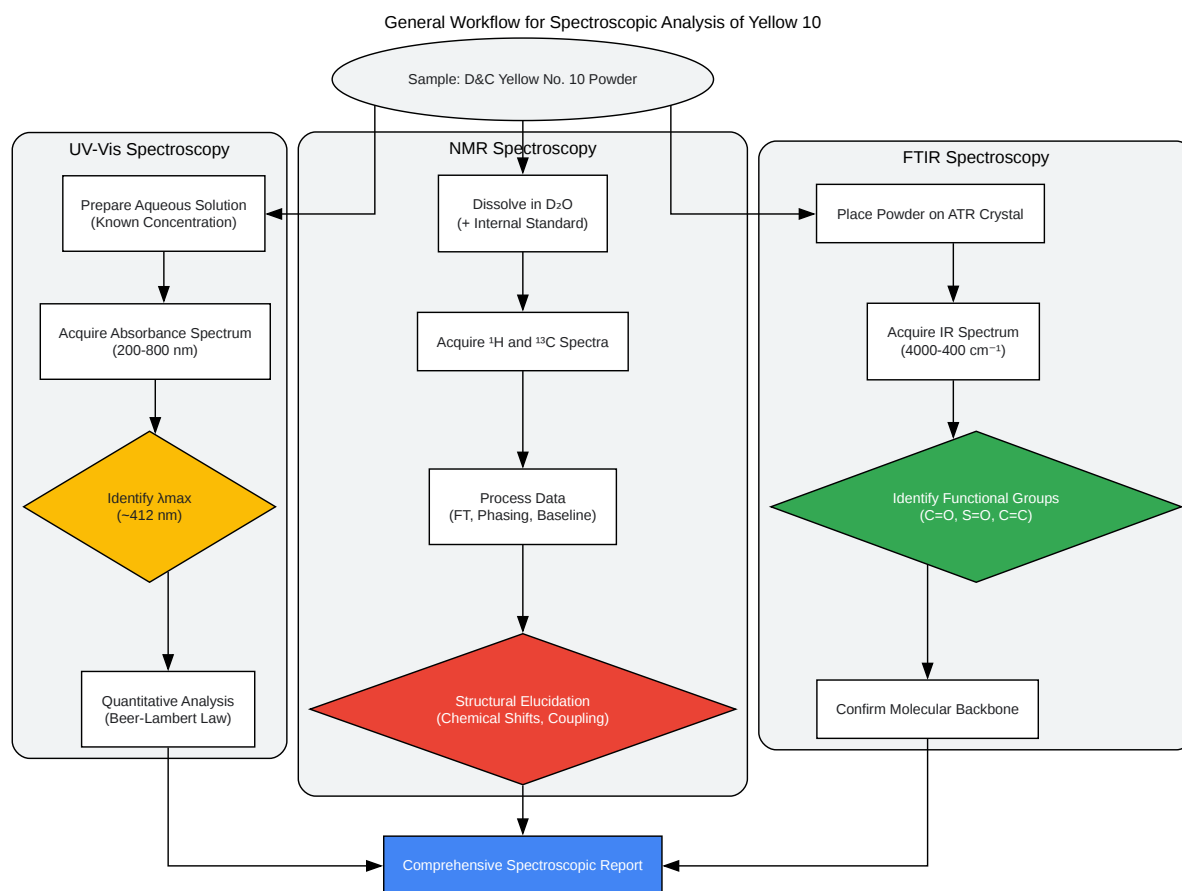 General Workflow for Spectroscopic Analysis of Yellow 10
Sample: D&C Yellow No. 10 Powder
UV-Vis Spectroscopy
Prepare Aqueous Solution
(Known Concentration)
Acquire Absorbance Spectrum
(200-800 nm)
Identify λmax
(~412 nm)
Quantitative Analysis
(Beer-Lambert Law)
NMR Spectroscopy
Dissolve in D₂O
(+ Internal Standard)
Acquire ¹H and ¹³C Spectra
Process Data
(FT, Phasing, Baseline)
Structural Elucidation
(Chemical Shifts, Coupling)
FTIR Spectroscopy
Place Powder on ATR Crystal
Acquire IR Spectrum
(4000-400 cm⁻¹)
Identify Functional Groups
(C=O, S=O, C=C)
Confirm Molecular Backbone
Comprehensive Spectroscopic Report